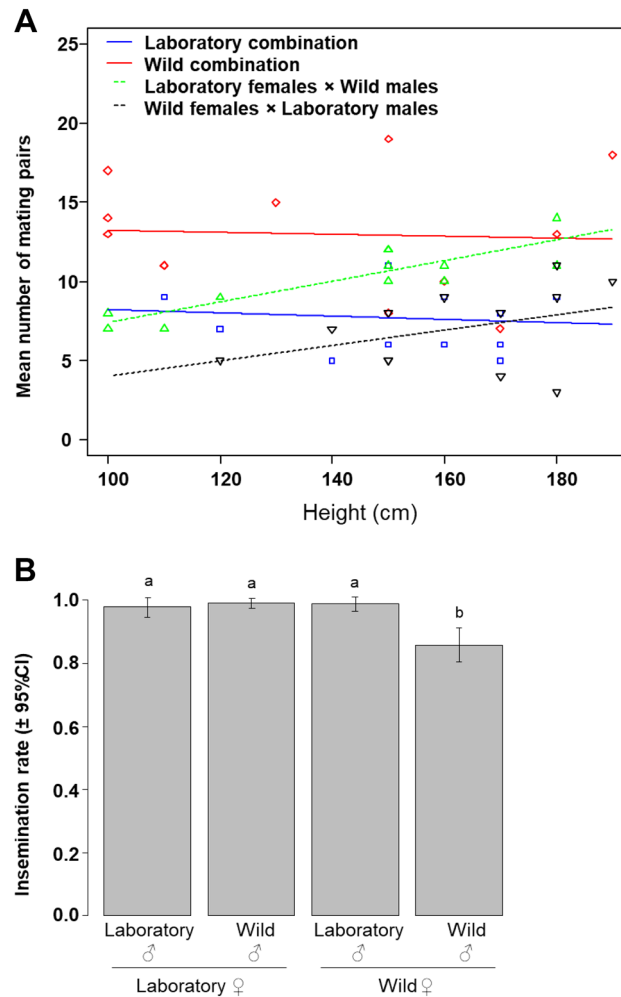 A
Laboratory combination
Wild combination
Laboratory females × Wild males
Wild females × Laboratory males
Mean number of mating pairs
25
20
15
10
5
0
100 120 140 160 180
Height (cm)
B
a a a b
Insemination rate (± 95%CI)
1.0
0.8
0.6
0.4
0.2
0.0
Laboratory Wild Laboratory Wild
♂ ♂ ♂ ♂
Laboratory ♀ Wild ♀